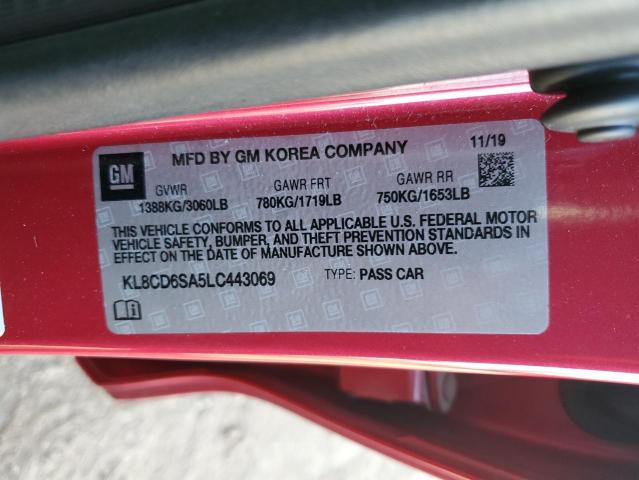 GM
MFD BY GM KOREA COMPANY 11/19
GVWR GAWR FRT GAWR RR
1388KG/3060LB 780KG/1719LB 750KG/1653LB
THIS VEHICLE CONFORMS TO ALL APPLICABLE U.S. FEDERAL MOTOR
VEHICLE SAFETY, BUMPER, AND THEFT PREVENTION STANDARDS IN
EFFECT ON THE DATE OF MANUFACTURE SHOWN ABOVE.
KL8CD6SA5LC443069 TYPE: PASS CAR